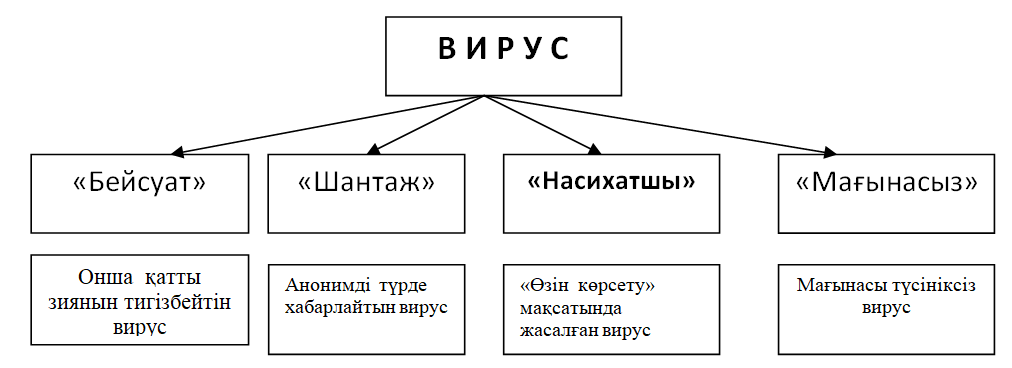 ВИРУС
«Бейсуат»
«Шантаж»
«Насихатшы»
«Мағынасыз»
Онша қатты
зиянын тигізбейтін
вирус
Анонимді түрде
хабарлайтын вирус
«Өзін көрсету»
мақсатында
жасалған вирус
Мағынасы түсініксіз
вирус